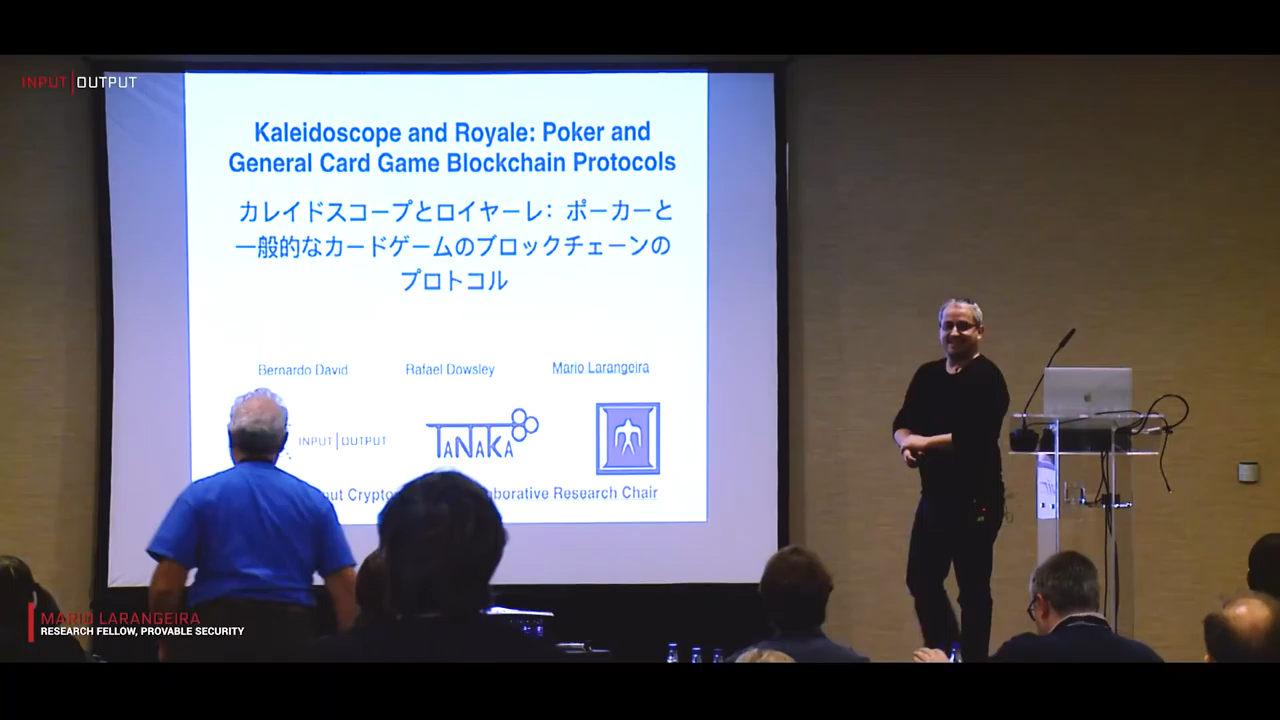 INPUT | OUTPUT
Kaleidoscope and Royale: Poker and
General Card Game Blockchain Protocols
カレイドスコープとロイヤーレ：ポーカーと
一般的なカードゲームのブロックチェーンの
プロトコル
Bernardo David Rafael Dowsley Mario Larangeira
INPUT | OUTPUT TANAKA
Research Chair
MARIO LARANGEIRA
RESEARCH FELLOW, PROVABLE SECURITY